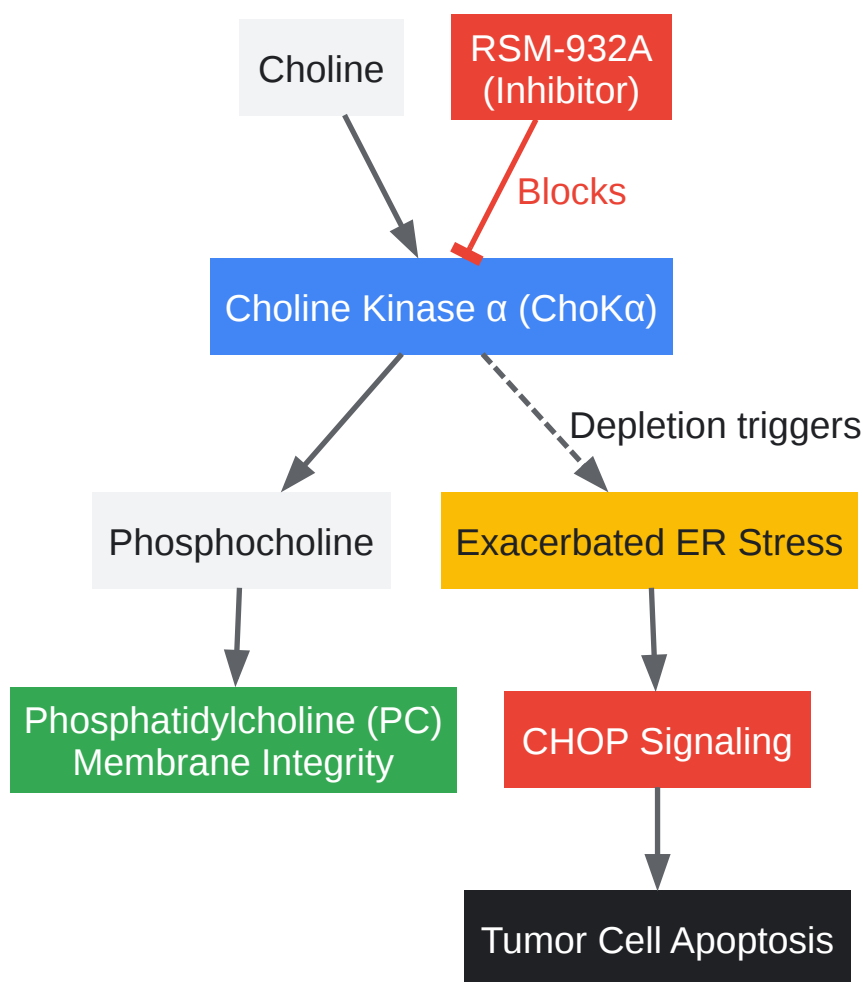 Choline
RSM-932A
(Inhibitor)
Blocks
Choline Kinase α (ChoKα)
Depletion triggers
Phosphocholine
Exacerbated ER Stress
Phosphatidylcholine (PC)
Membrane Integrity
CHOP Signaling
Tumor Cell Apoptosis